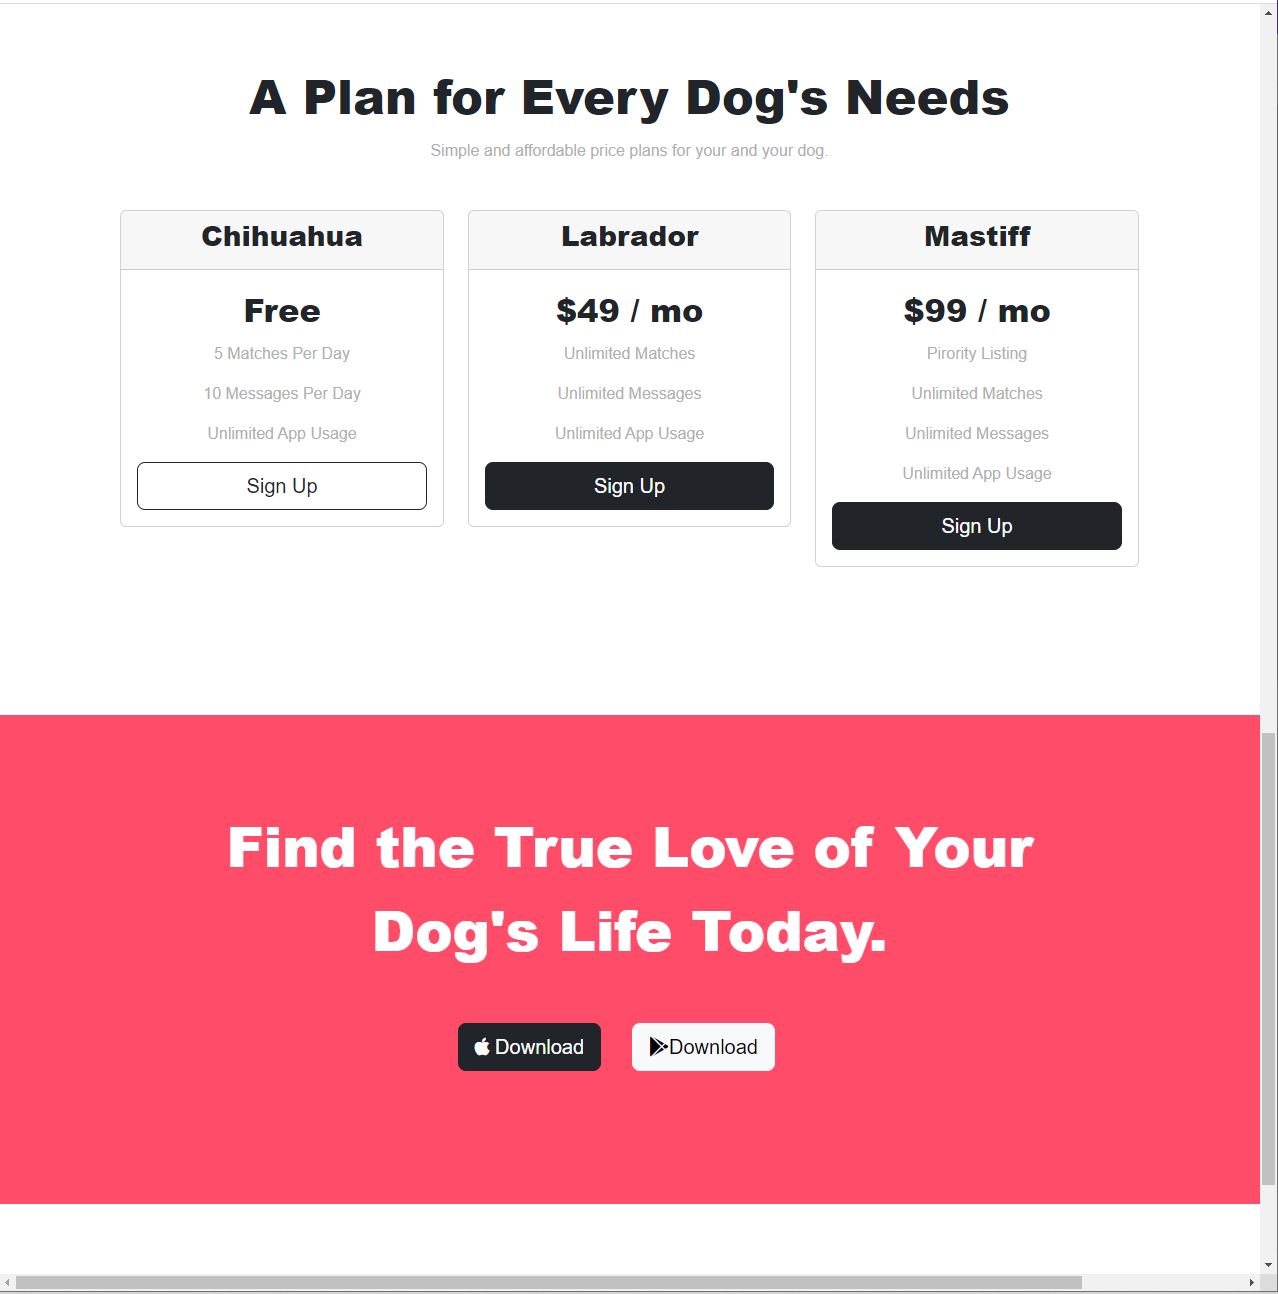 A Plan for Every Dog's Needs
Simple and affordable price plans for your and your dog.
Chihuahua
Free
5 Matches Per Day
10 Messages Per Day
Unlimited App Usage
Sign Up
Labrador
$49 / mo
Unlimited Matches
Unlimited Messages
Unlimited App Usage
Sign Up
Mastiff
$99 / mo
Pirority Listing
Unlimited Matches
Unlimited Messages
Unlimited App Usage
Sign Up
Find the True Love of Your
Dog's Life Today.
Download
Download